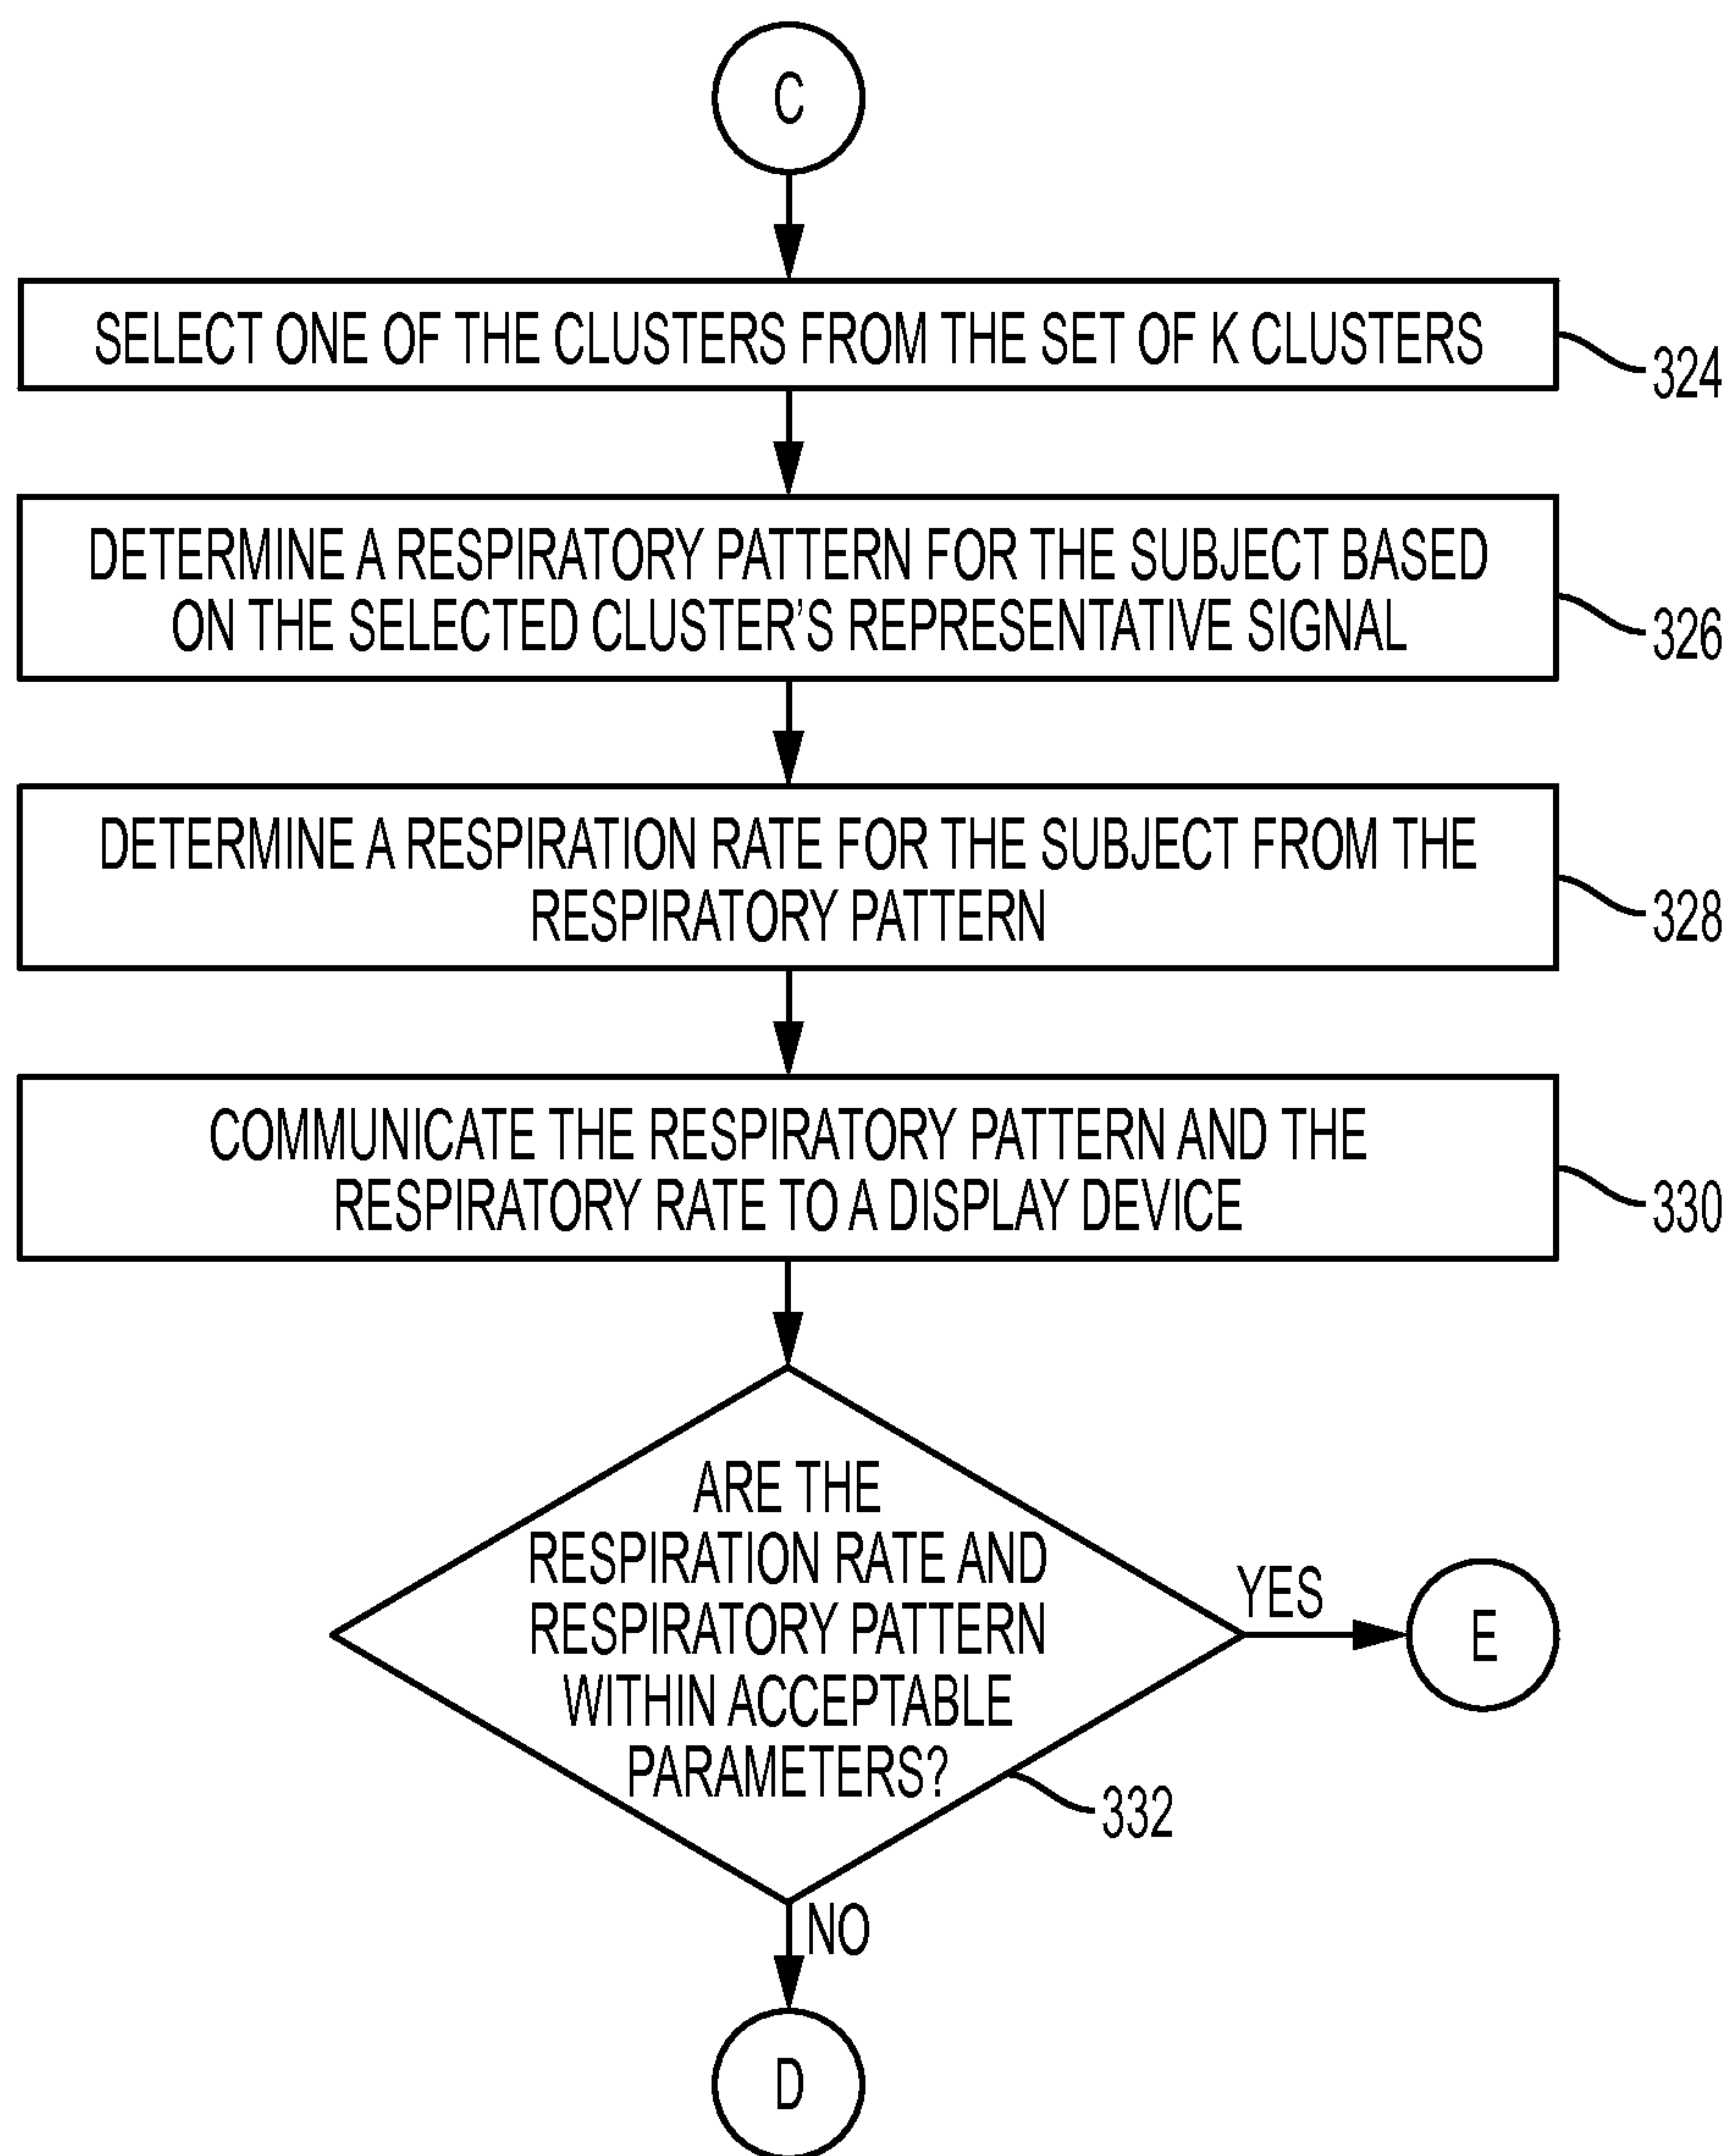 C
SELECT ONE OF THE CLUSTERS FROM THE SET OF K CLUSTERS
324
DETERMINE A RESPIRATORY PATTERN FOR THE SUBJECT BASED
ON THE SELECTED CLUSTER'S REPRESENTATIVE SIGNAL
326
DETERMINE A RESPIRATION RATE FOR THE SUBJECT FROM THE
RESPIRATORY PATTERN
328
COMMUNICATE THE RESPIRATORY PATTERN AND THE
RESPIRATORY RATE TO A DISPLAY DEVICE
330
ARE THE
RESPIRATION RATE AND
RESPIRATORY PATTERN
WITHIN ACCEPTABLE
PARAMETERS?
332
YES
E
NO
D